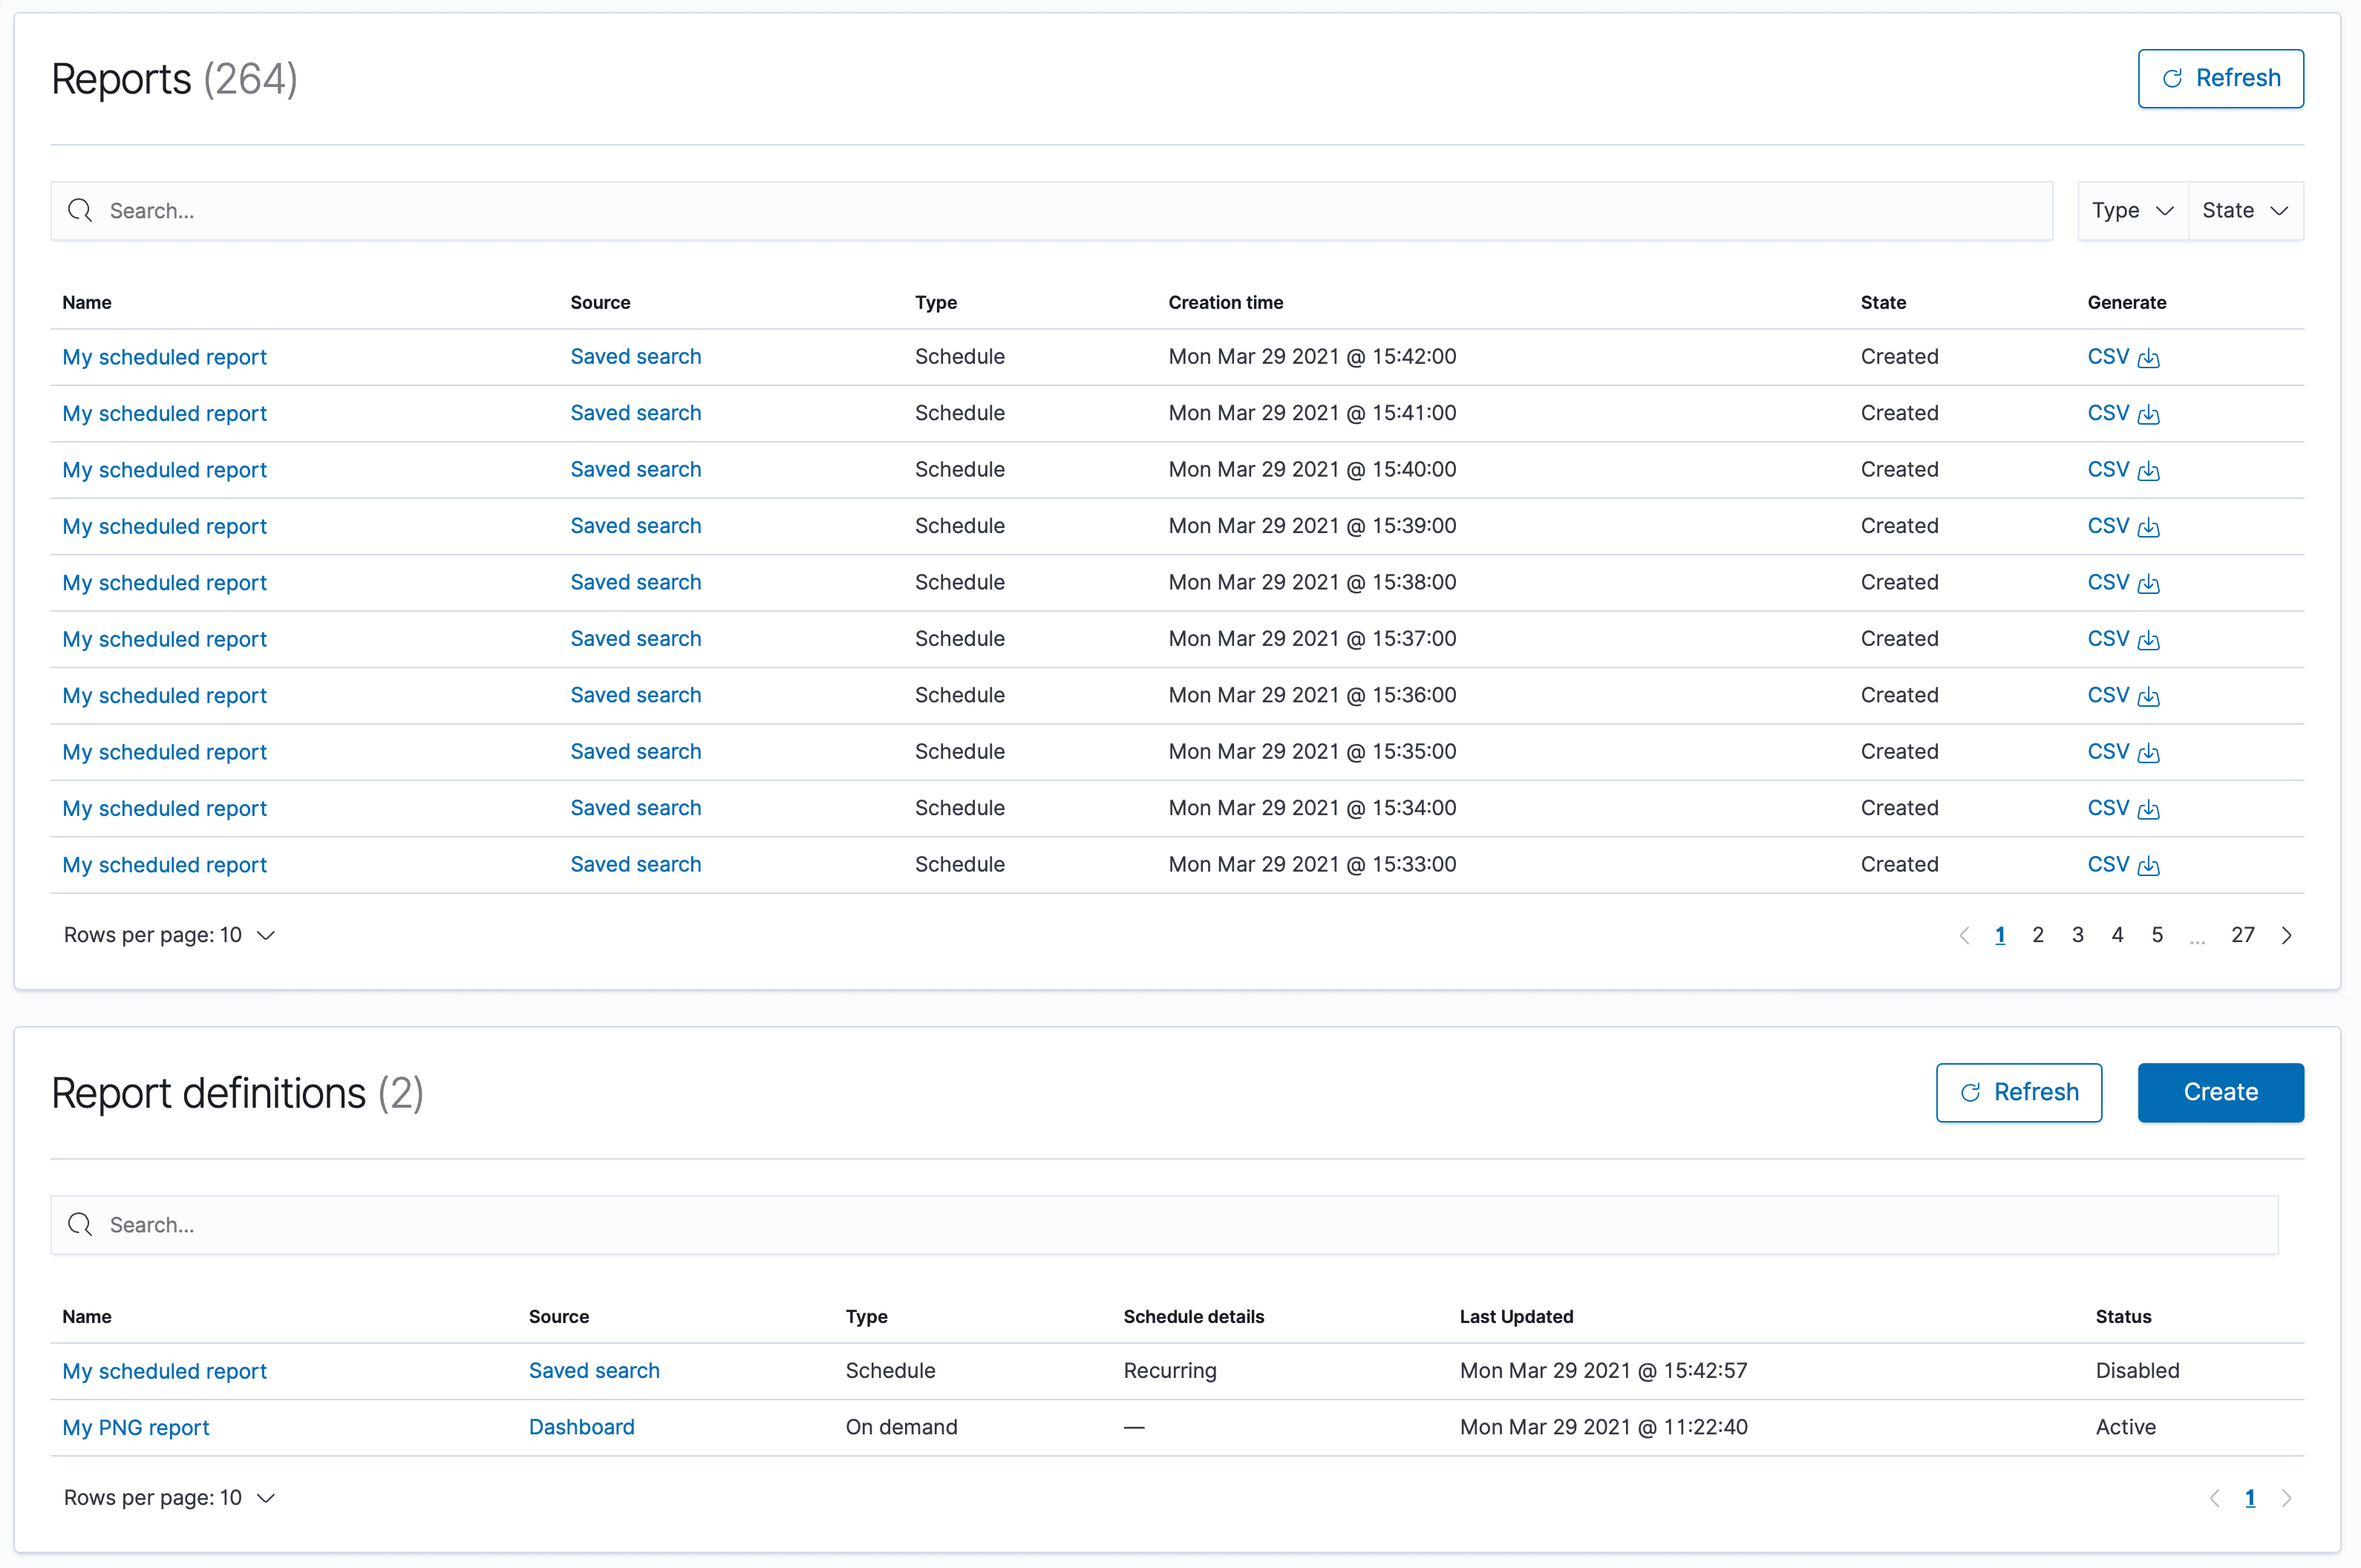 Reports (264)
Refresh
Search...
Type State
Name Source Type Creation time State Generate
My scheduled report Saved search Schedule Mon Mar 29 2021 @ 15:42:00 Created CSV
My scheduled report Saved search Schedule Mon Mar 29 2021 @ 15:41:00 Created CSV
My scheduled report Saved search Schedule Mon Mar 29 2021 @ 15:40:00 Created CSV
My scheduled report Saved search Schedule Mon Mar 29 2021 @ 15:39:00 Created CSV
My scheduled report Saved search Schedule Mon Mar 29 2021 @ 15:38:00 Created CSV
My scheduled report Saved search Schedule Mon Mar 29 2021 @ 15:37:00 Created CSV
My scheduled report Saved search Schedule Mon Mar 29 2021 @ 15:36:00 Created CSV
My scheduled report Saved search Schedule Mon Mar 29 2021 @ 15:35:00 Created CSV
My scheduled report Saved search Schedule Mon Mar 29 2021 @ 15:34:00 Created CSV
My scheduled report Saved search Schedule Mon Mar 29 2021 @ 15:33:00 Created CSV
Rows per page: 10
1 2 3 4 5 ... 27
Report definitions (2)
Refresh
Create
Search...
Name Source Type Schedule details Last Updated Status
My scheduled report Saved search Schedule Recurring Mon Mar 29 2021 @ 15:42:57 Disabled
My PNG report Dashboard On demand — Mon Mar 29 2021 @ 11:22:40 Active
Rows per page: 10
1